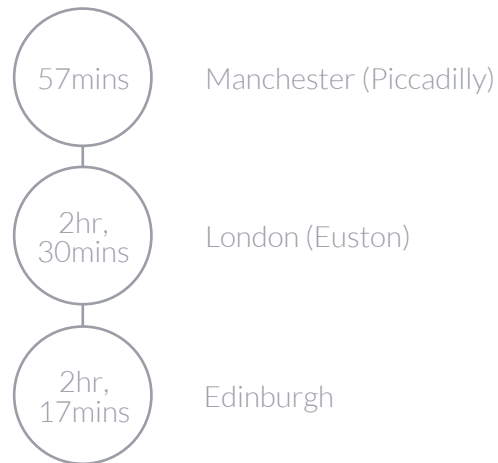 57mins
Manchester (Piccadilly)
2hr,
30mins
London (Euston)
2hr,
17mins
Edinburgh